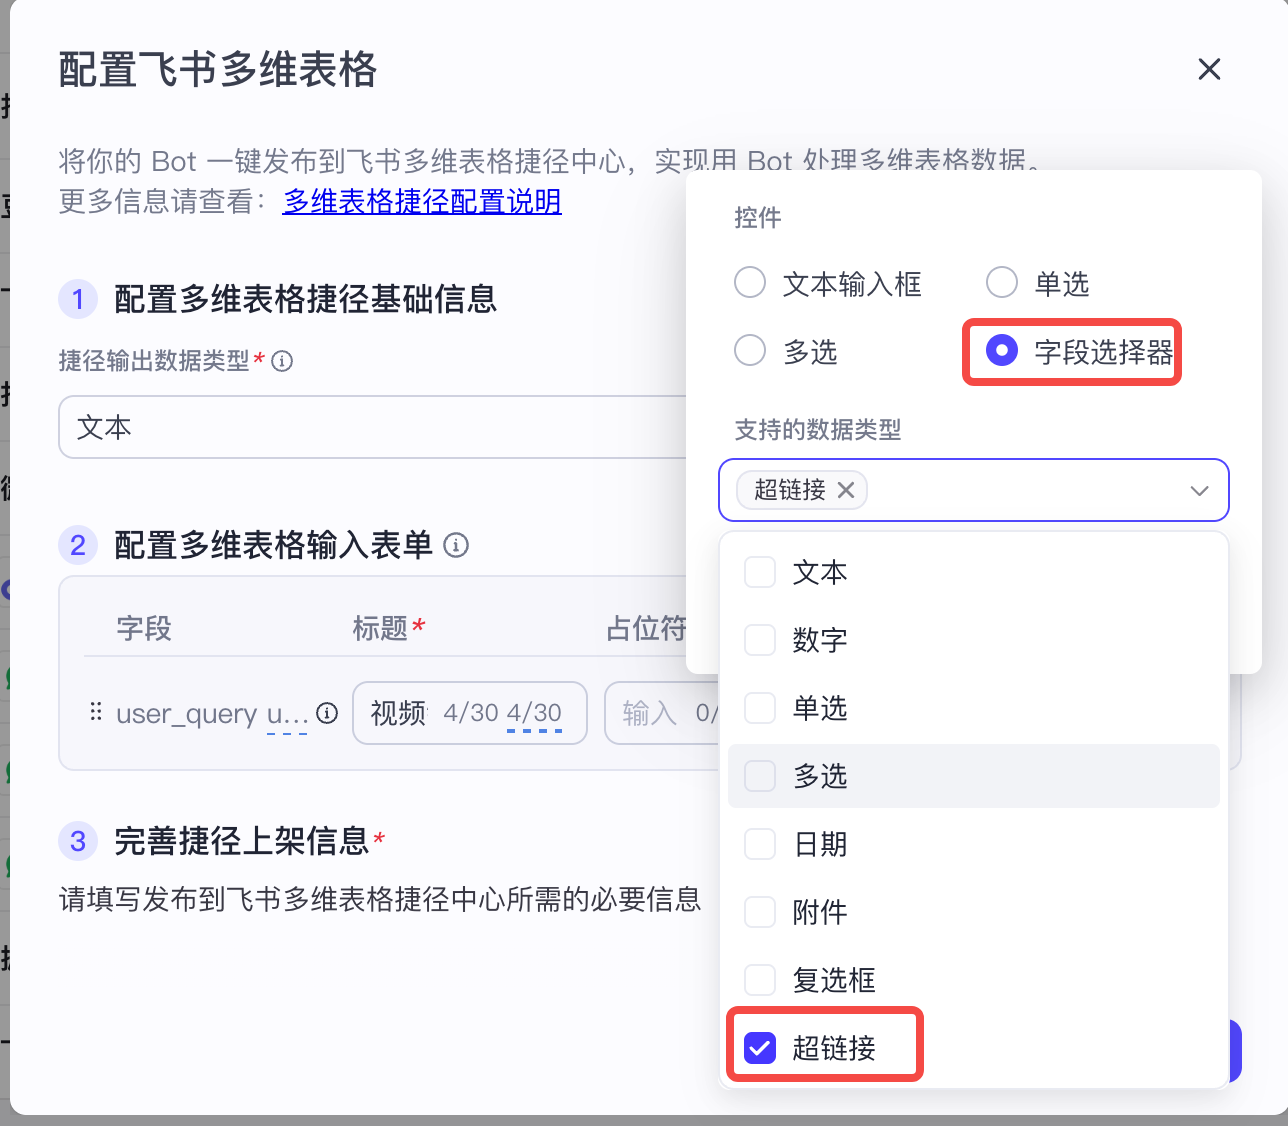 配置飞书多维表格
将你的 Bot 一键发布到飞书多维表格捷径中心，实现用 Bot 处理多维表格数据。
更多信息请查看：多维表格捷径配置说明
控件
文本输入框
单选
多选
字段选择器
支持的数据类型
超链接
文本
数字
单选
多选
日期
附件
复选框
超链接
1 配置多维表格捷径基础信息
捷径输出数据类型*
文本
2 配置多维表格输入表单
字段 标题* 占位符
user_query u... 视频 4/30 4/30 输入 0/
3 完善捷径上架信息*
请填写发布到飞书多维表格捷径中心所需的必要信息